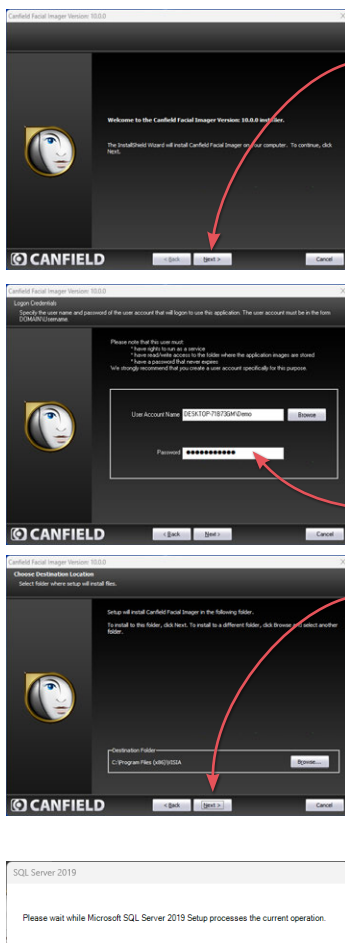 Canfield Facial Imager Version: 10.0.0
Welcome to the Canfield Facial Imager Version: 10.0.0 installer.
The InstallShield Wizard will install Canfield Facial Imager on your computer. To continue, click
Next.
CANFIELD
< Back
Next >
Cancel
Canfield Facial Imager Version: 10.0.0
Logon Credentials
Specify the user name and password of the user account that will logon to use this application. The user account must be in the form
DOMAIN\Username.
Please note that this user must:
* have rights to run as a service
* have read/write access to the folder where the application images are stored
* have a password that never expires
We strongly recommend that you create a user account specifically for this purpose.
User Account Name
DESKTOP-71873GM\Demo
Browse
Password
CANFIELD
< Back
Next >
Cancel
Canfield Facial Imager Version: 10.0.0
Choose Destination Location
Select folder where setup will install files.
Setup will install Canfield Facial Imager in the following folder.
To install to this folder, click Next. To install to a different folder, click Browse and select another
folder.
Destination Folder
C:\Program Files (x86)\VISIA
Browse...
CANFIELD
< Back
Next >
Cancel
SQL Server 2019
Please wait while Microsoft SQL Server 2019 Setup processes the current operation.